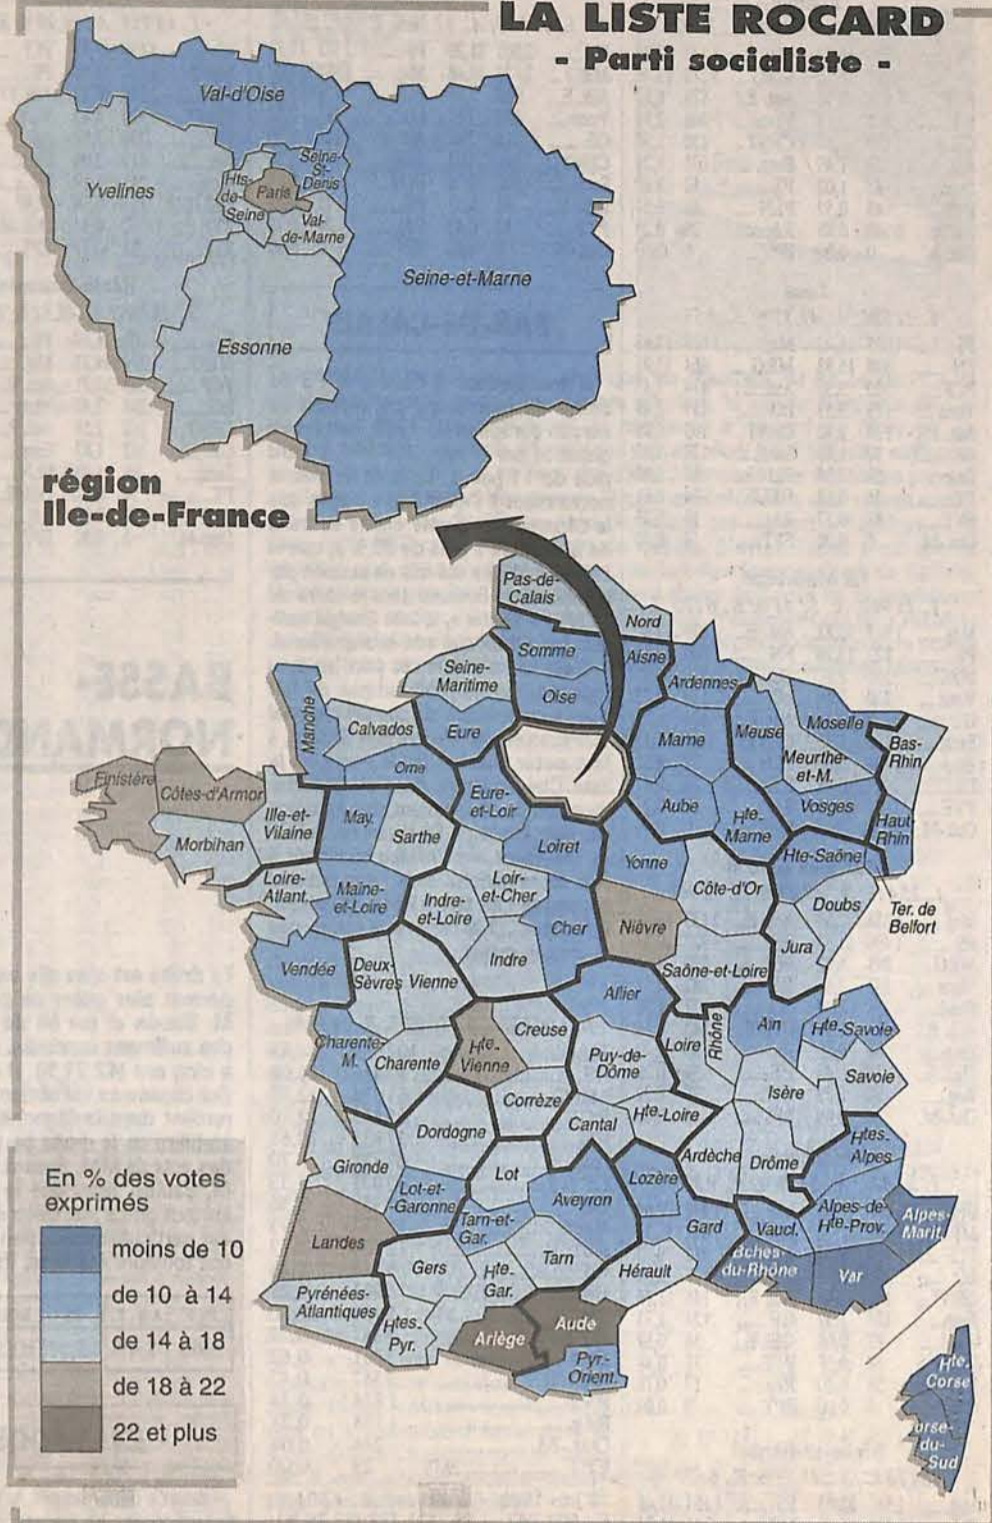 LA LISTE ROCARD
- Parti socialiste -
Val-d'Oise
Yvelines
Seine-
St-
Denis
Hts-
de-
Seine
Paris
Val-
de-Marne
Seine-et-Marne
Essonne
région
Ile-de-France
Pas-de-
Calais
Nord
Somme
Aisne
Seine-
Maritime
Oise
Ardennes
Manche
Calvados
Eure
Marne
Meuse
Moselle
Meurthe-
et-M.
Bas-
Rhin
Finistère
Côtes-d'Armor
Orne
Eure-
et-Loir
Aube
Hte-
Marne
Vosges
Haut
Rhin
Ille-et-
Vilaine
May.
Morbihan
Sarthe
Loiret
Yonne
Hte-Saône
Loire-
Atlant.
Maine-
et-Loire
Indre-
et-Loire
Loir-
et-Cher
Côte-d'Or
Doubs
Ter. de
Belfort
Cher
Nièvre
Vendée
Deux-
Sèvres
Vienne
Indre
Saône-et-Loire
Jura
Allier
Charente-
M.
Charente
Hte-
Vienne
Creuse
Puy-de-
Dôme
Loire
Rhône
Ain
Hte-Savoie
Savoie
Isère
Corrèze
Dordogne
Cantal
Hte-Loire
Gironde
Lot
Ardèche
Drôme
Htes-
Alpes
Lot-et-
-Garonne
Aveyron
Lozère
Landes
Tarn-et-
Gar.
Gard
Vaucl.
Alpes-de-
Hte-Prov.
Alpes-
Marit.
Gers
Hte-
Gar.
Tarn
Hérault
Bches-
du-Rhône
Var
Pyrénées-
Atlantiques
Htes-
Pyr.
Ariège
Aude
Pyr-
Orient.
Hte.
Corse
orse-
du-
Sud
En % des votes
exprimés
moins de 10
de 10 à 14
de 14 à 18
de 18 à 22
22 et plus